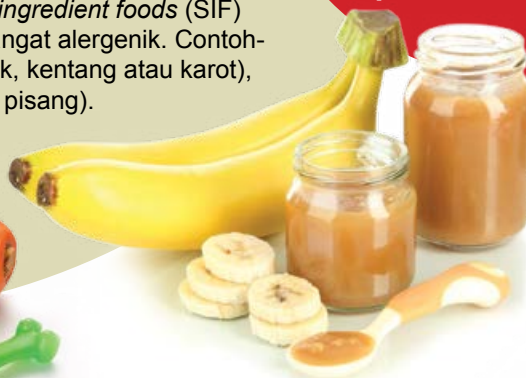 ingredient foods (SIF)
ngat alergenik. Contoh-
k, kentang atau karot),
pisang).